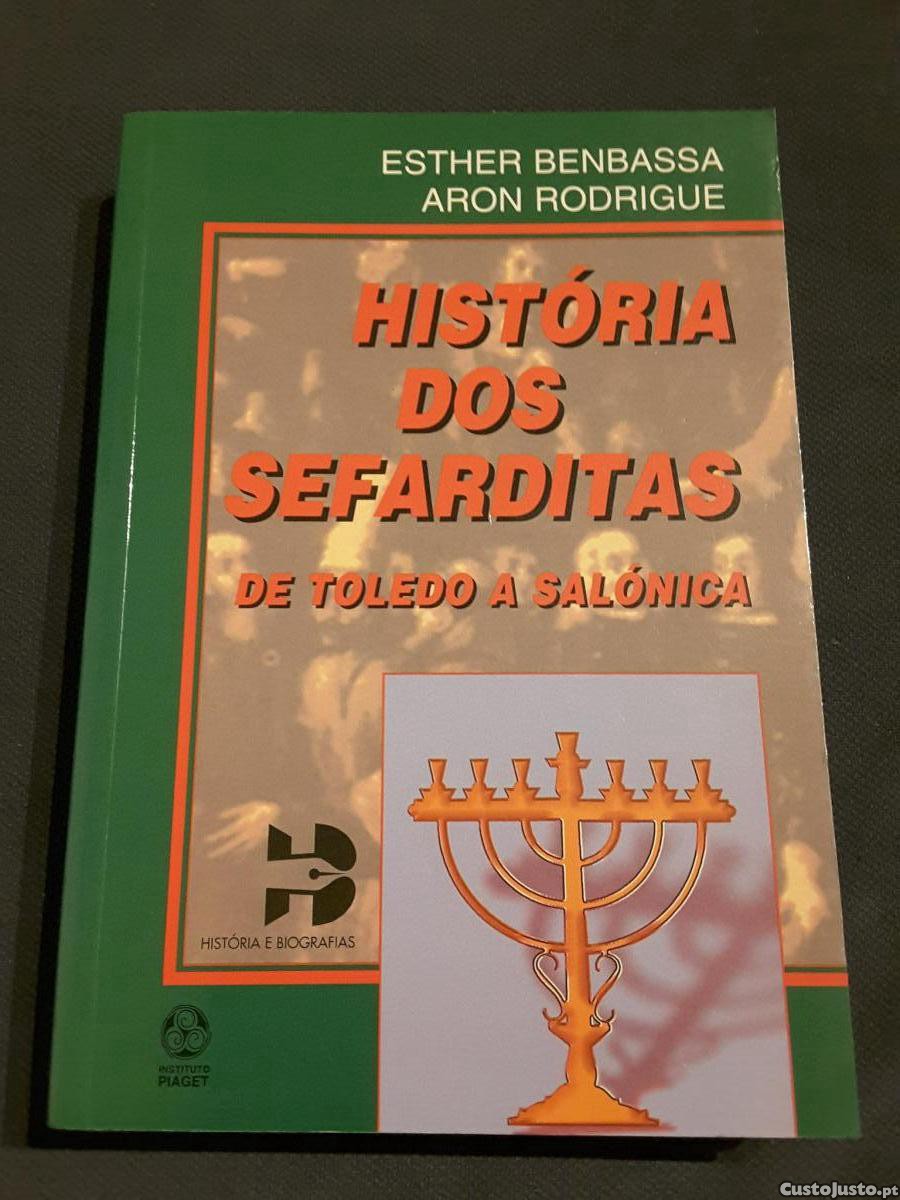 ESTHER BENBASSA
ARON RODRIGUE
HISTÓRIA
DOS
SEFARDITAS
DE TOLEDO A SALÓNICA
HISTÓRIA E BIOGRAFIAS
INSTITUTO
PIAGET
CustoJusto.pt